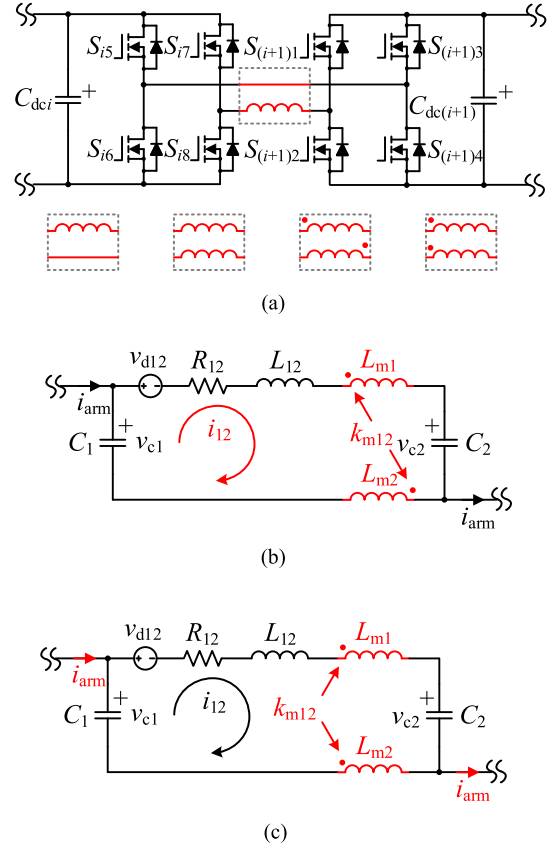 S_{i5} S_{i7} S_{(i+1)1} S_{(i+1)3}
C_{dci} + + C_{dc(i+1)}
S_{i6} S_{i8} S_{(i+1)2} S_{(i+1)4}
(a)
v_{d12} R_{12} L_{12} L_{m1}
+ -
i_{arm}
C_1 + v_{c1} i_{12} k_{m12} v_{c2} + C_2
L_{m2}
i_{arm}
(b)
v_{d12} R_{12} L_{12} L_{m1}
+ -
i_{arm}
C_1 + v_{c1} i_{12} k_{m12} v_{c2} + C_2
L_{m2}
i_{arm}
(c)